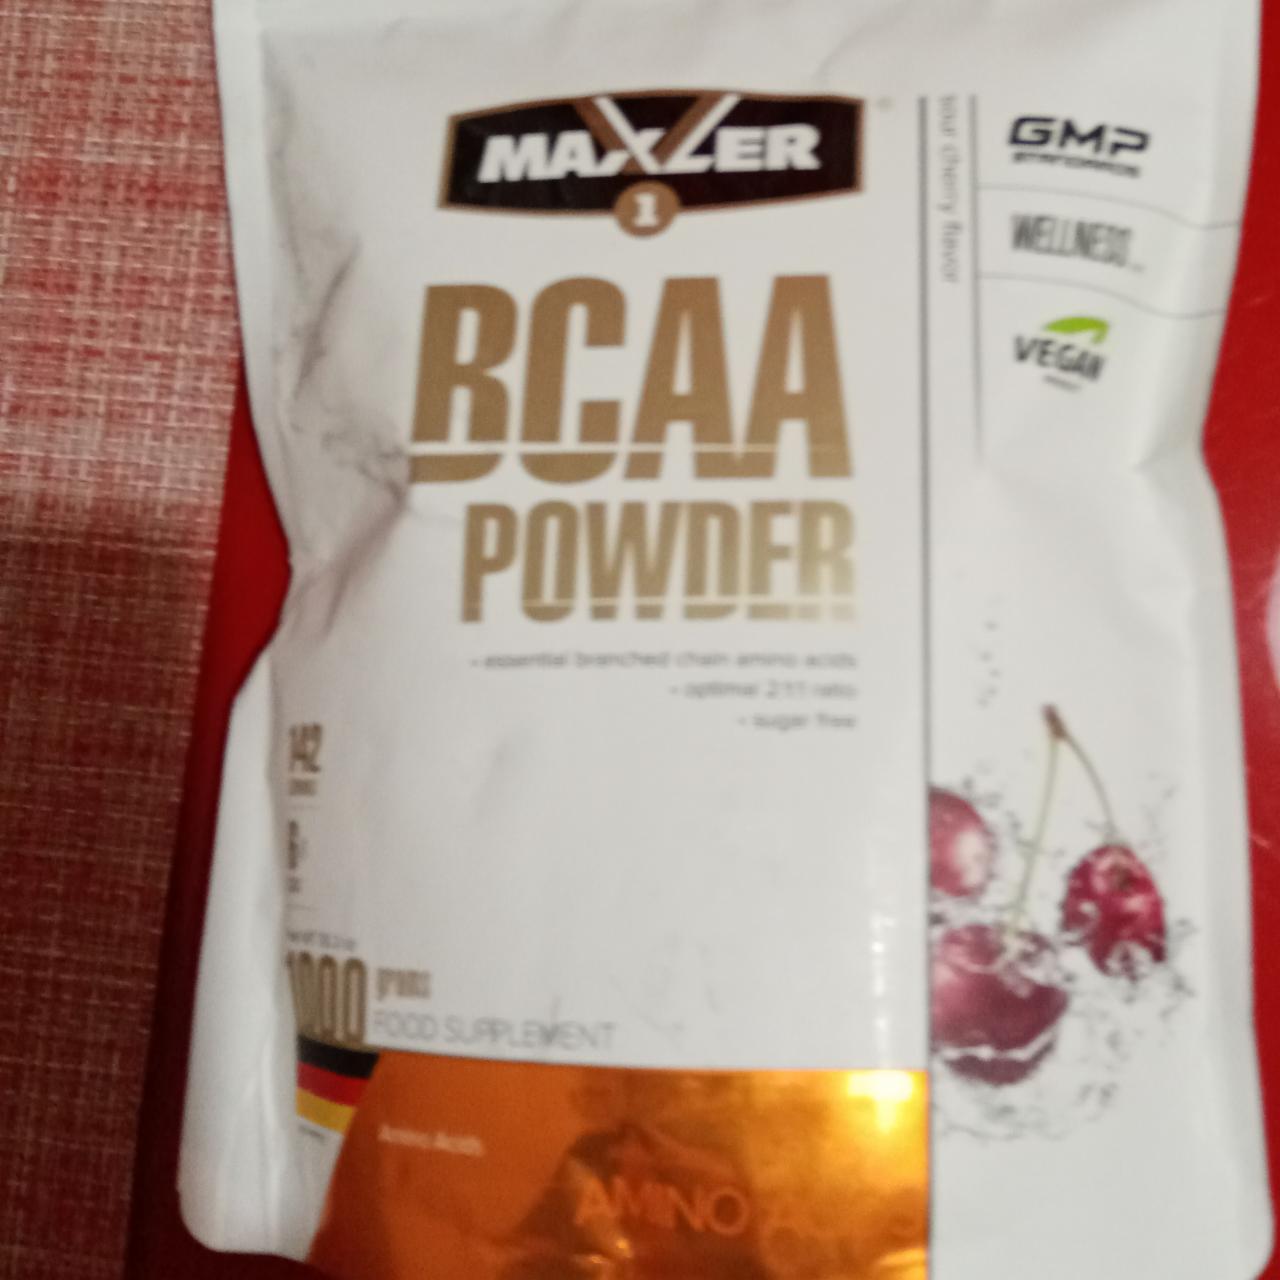 MAXLER
1
BCAA
POWDER
- essential branched chain amino acids
- optimal 2:1:1 ratio
- sugar free
142
1000 grams
FOOD SUPPLEMENT
Amino Acids
AMINO
sour cherry flavor
GMP
STANDARDS
WELLNESS
VEGAN